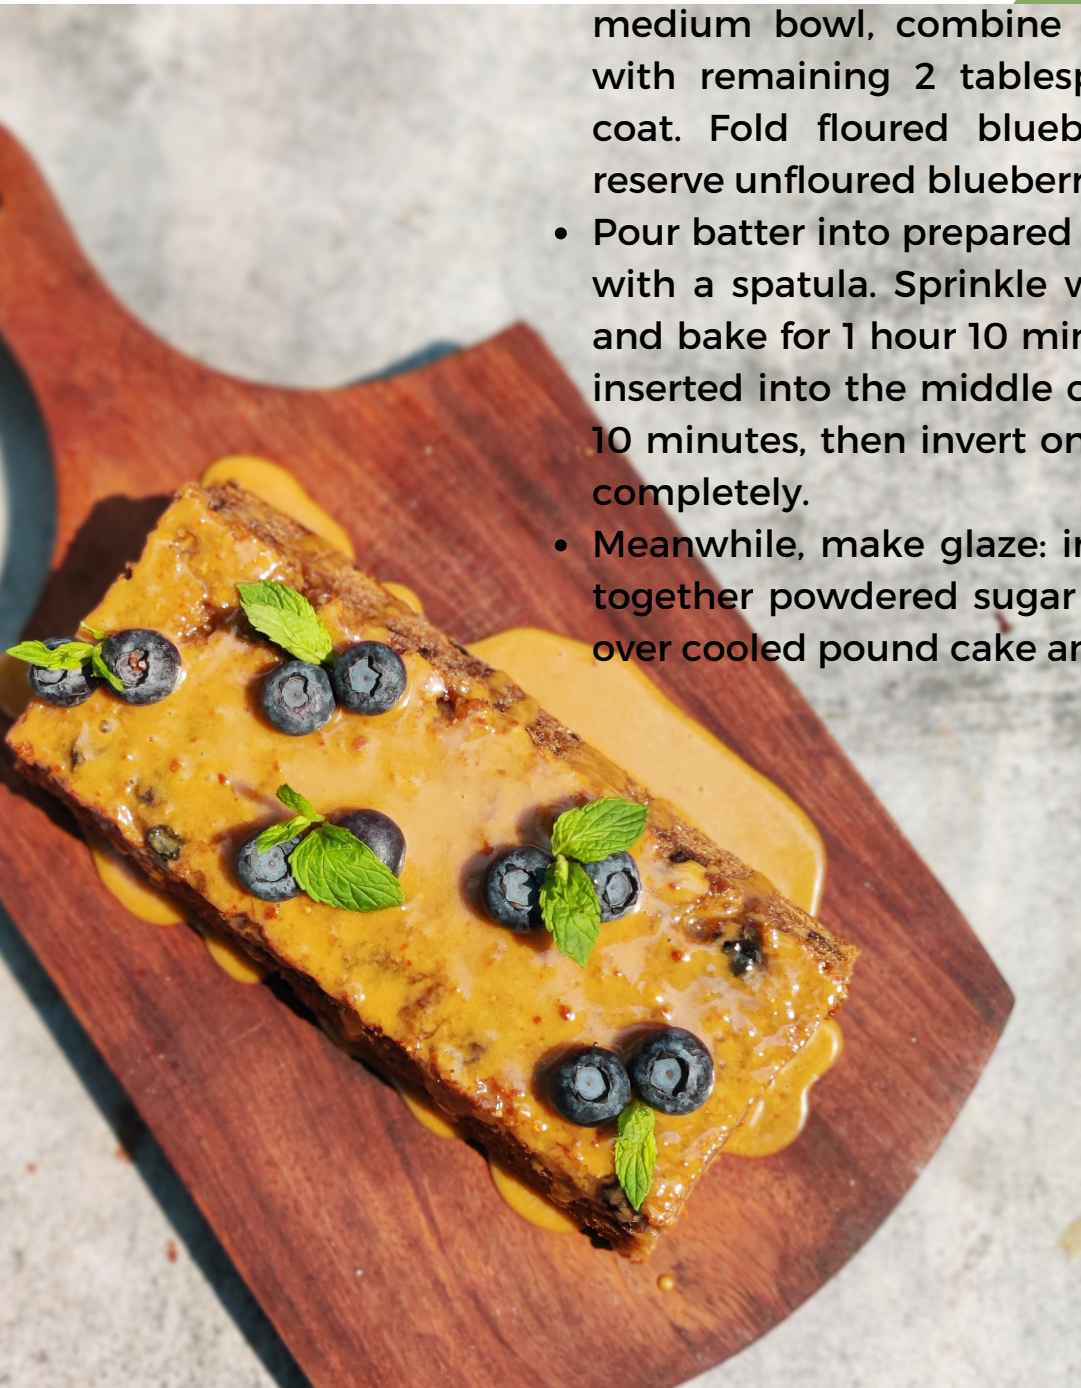 medium bowl, combine
with remaining 2
coat. Fold floured
reserve unfloured
• Pour batter into prepared
with a spatula. Sprinkle
and bake for 1 hour 10
inserted into the middle
10 minutes, then invert
completely.
• Meanwhile, make glaze:
together powdered sugar
over cooled pound cake